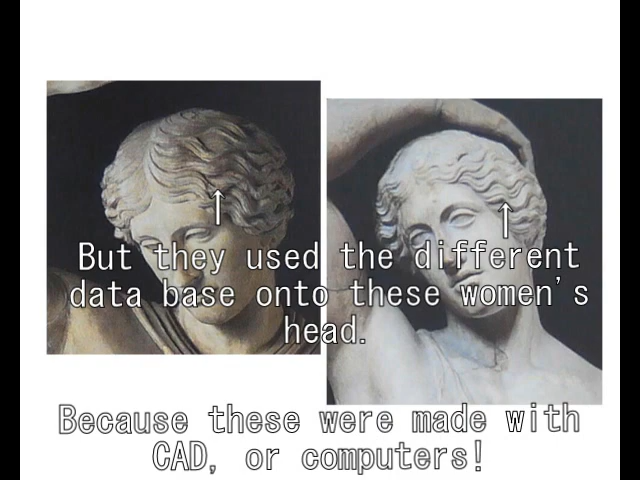 But they used the different
data base onto these women's
head.
Because these were made with
CAD, or computers!